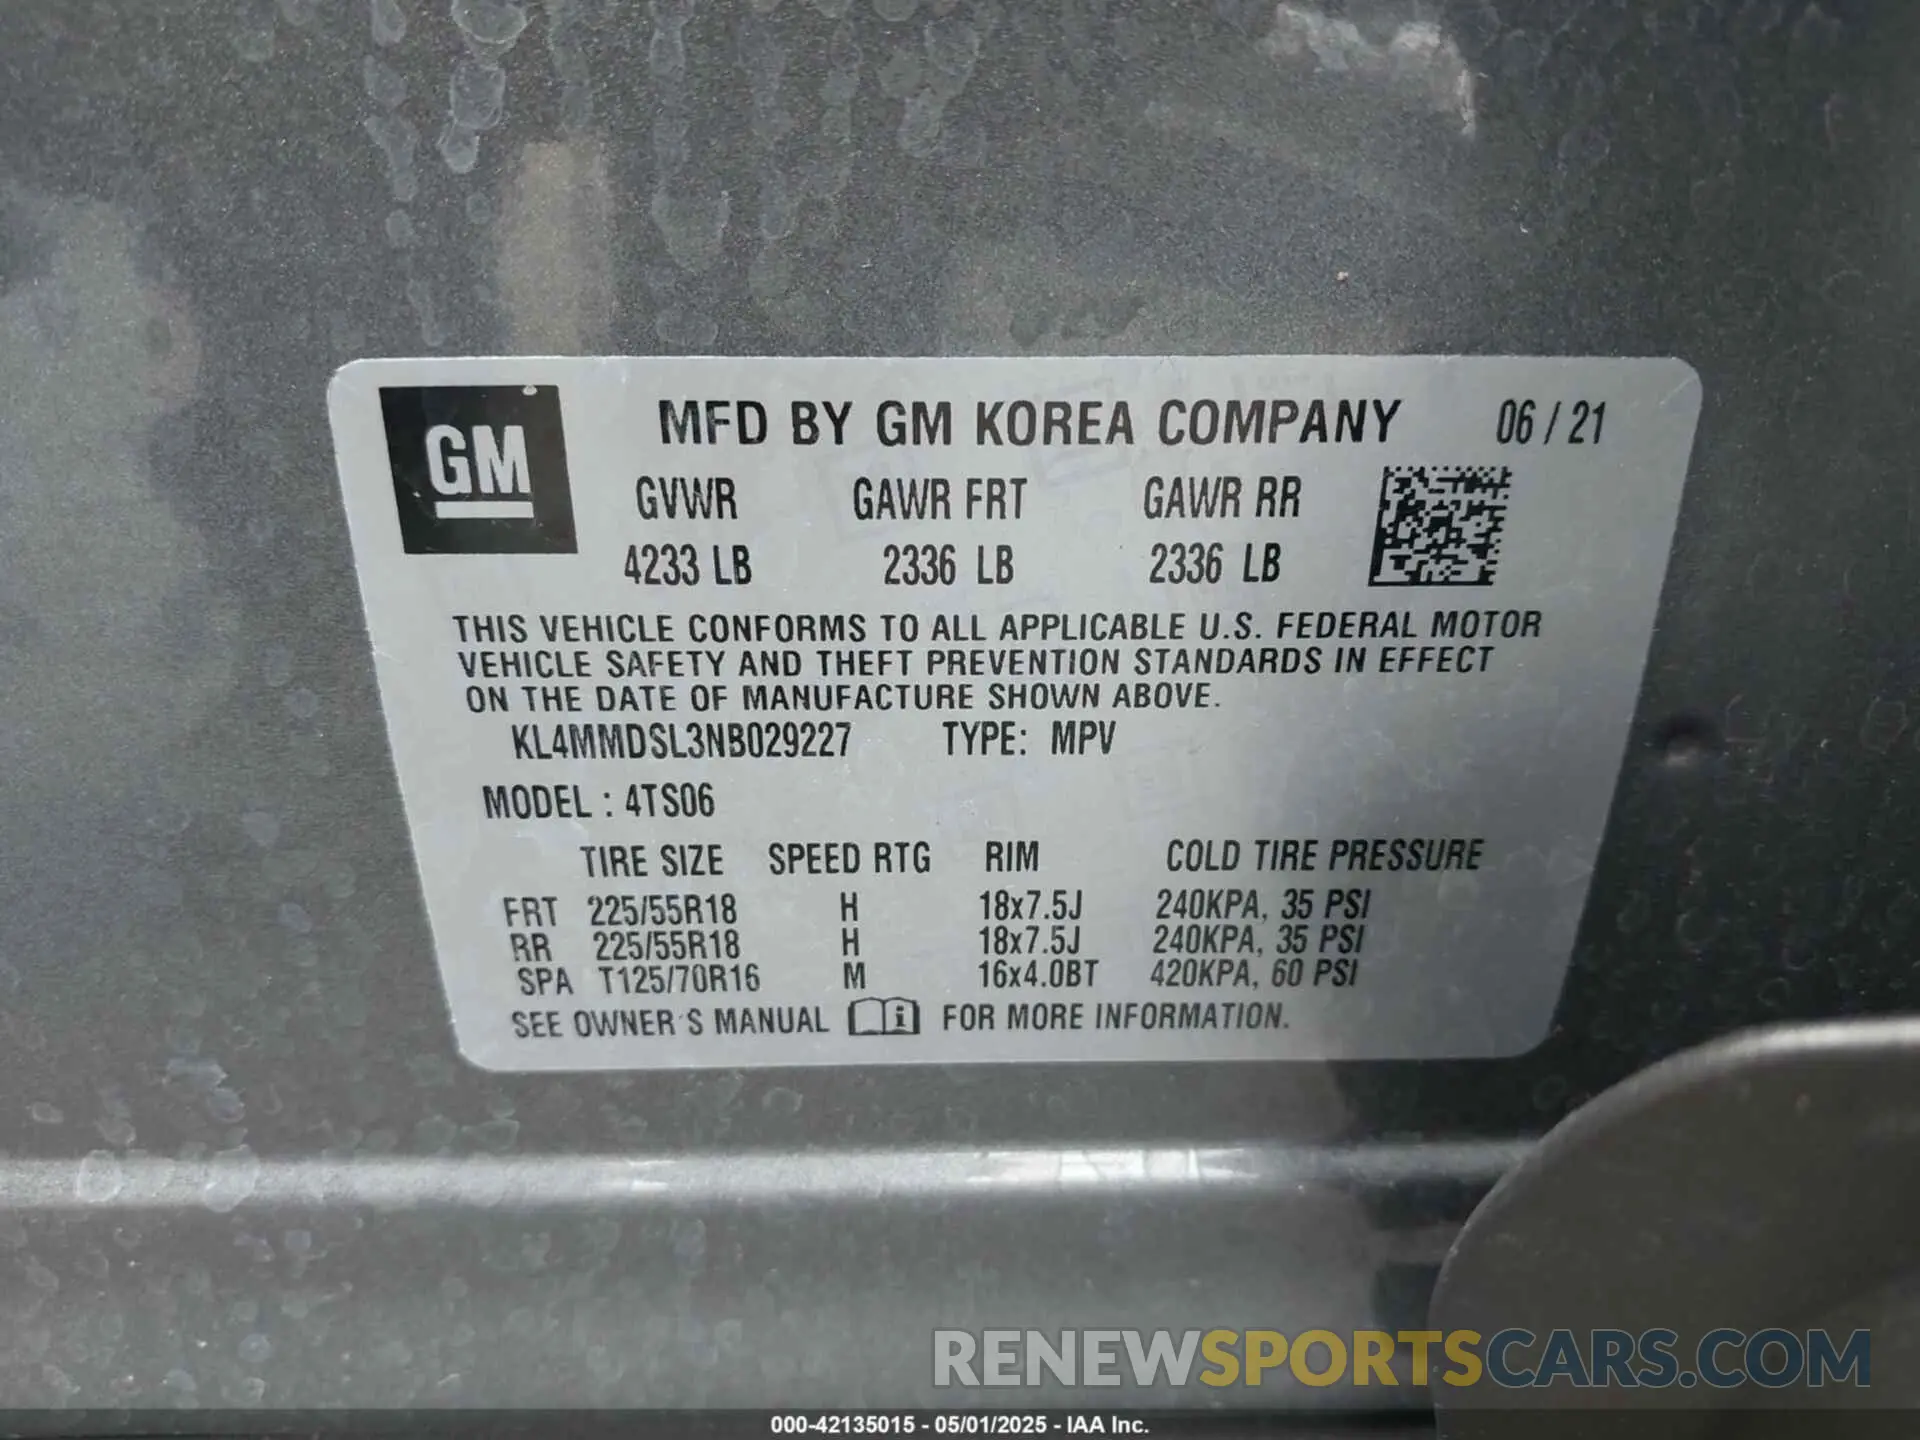 GM
MFD BY GM KOREA COMPANY 06 / 21
GVWR GAWR FRT GAWR RR
4233 LB 2336 LB 2336 LB
THIS VEHICLE CONFORMS TO ALL APPLICABLE U.S. FEDERAL MOTOR
VEHICLE SAFETY AND THEFT PREVENTION STANDARDS IN EFFECT
ON THE DATE OF MANUFACTURE SHOWN ABOVE.
KL4MMDSL3NB029227 TYPE: MPV
MODEL : 4TS06
TIRE SIZE SPEED RTG RIM COLD TIRE PRESSURE
FRT 225/55R18 H 18x7.5J 240KPA, 35 PSI
RR 225/55R18 H 18x7.5J 240KPA, 35 PSI
SPA T125/70R16 M 16x4.0BT 420KPA, 60 PSI
SEE OWNER'S MANUAL i FOR MORE INFORMATION.
RENEWSPORTSCARS.COM
000-42135015 - 05/01/2025 - IAA Inc.